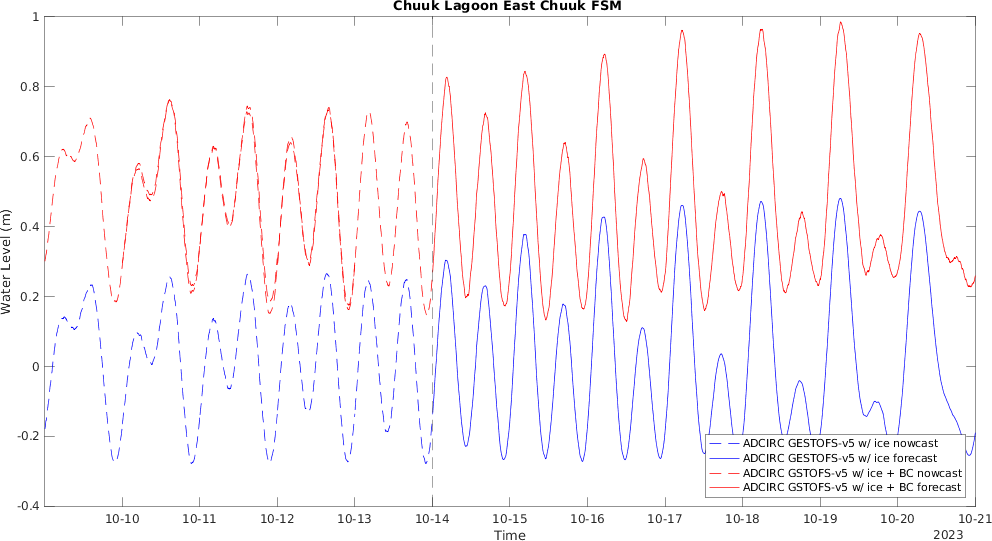 Chuuk Lagoon East Chuuk FSM
1
0.8
0.6
0.4
0.2
0
-0.2
-0.4
Water Level (m)
10-10 10-11 10-12 10-13 10-14 10-15 10-16 10-17 10-18 10-19 10-20 10-21
Time
2023
ADCIRC GESTOFS-v5 w/ ice nowcast
ADCIRC GESTOFS-v5 w/ ice forecast
ADCIRC GSTOFS-v5 w/ ice + BC nowcast
ADCIRC GSTOFS-v5 w/ ice + BC forecast